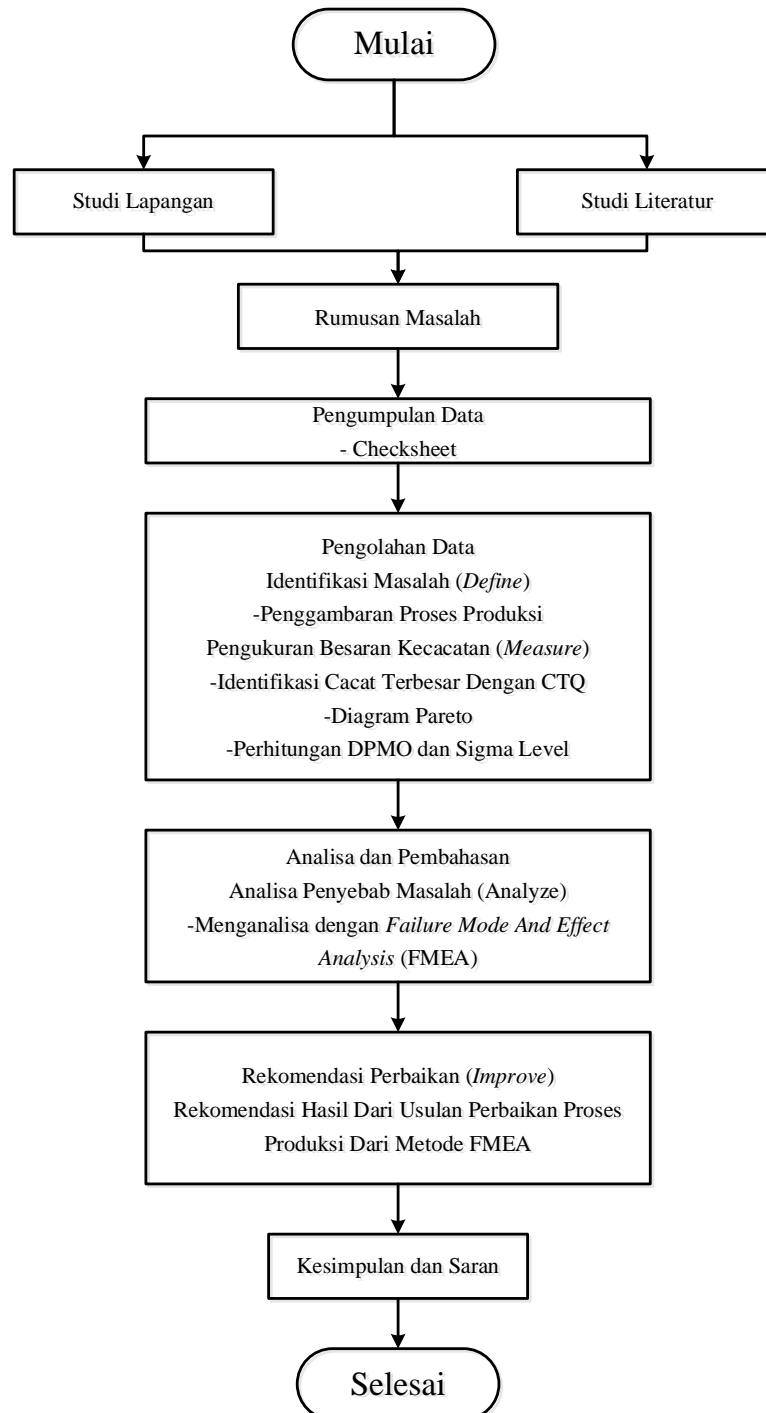 Mulai
Studi Lapangan
Studi Literatur
Rumusan Masalah
Pengumpulan Data
- Checksheet
Pengolahan Data
Identifikasi Masalah (Define)
-Penggambaran Proses Produksi
Pengukuran Besaran Kecacatan (Measure)
-Identifikasi Cacat Terbesar Dengan CTQ
-Diagram Pareto
-Perhitungan DPMO dan Sigma Level
Analisa dan Pembahasan
Analisa Penyebab Masalah (Analyze)
-Menganalisa dengan Failure Mode And Effect
Analysis (FMEA)
Rekomendasi Perbaikan (Improve)
Rekomendasi Hasil Dari Usulan Perbaikan Proses
Produksi Dari Metode FMEA
Kesimpulan dan Saran
Selesai